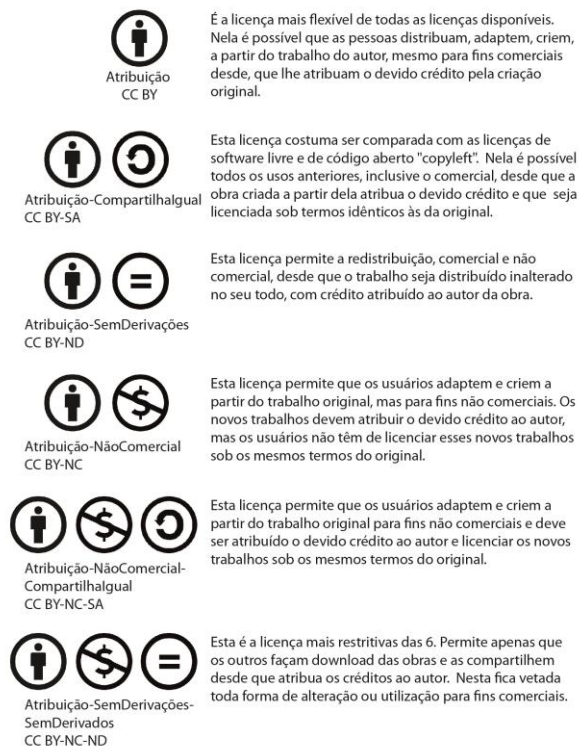 É a licença mais flexível de todas as licenças disponíveis.
Nela é possível que as pessoas distribuam, adaptem, criem,
a partir do trabalho do autor, mesmo para fins comerciais
desde, que lhe atribuam o devido crédito pela criação
original.
Atribuição
CC BY
Esta licença costuma ser comparada com as licenças de
software livre e de código aberto "copyleft". Nela é possível
todos os usos anteriores, inclusive o comercial, desde que a
obra criada a partir dela atribua o devido crédito e que seja
licenciada sob termos idênticos às da original.
Atribuição-CompartilhaIgual
CC BY-SA
Esta licença permite a redistribuição, comercial e não
comercial, desde que o trabalho seja distribuído inalterado
no seu todo, com crédito atribuído ao autor da obra.
Atribuição-SemDerivações
CC BY-ND
Esta licença permite que os usuários adaptem e criem a
partir do trabalho original, mas para fins não comerciais. Os
novos trabalhos devem atribuir o devido crédito ao autor,
mas os usuários não têm de licenciar esses novos trabalhos
sob os mesmos termos do original.
Atribuição-NãoComercial
CC BY-NC
Esta licença permite que os usuários adaptem e criem a
partir do trabalho original para fins não comerciais e deve
ser atribuído o devido crédito ao autor e licenciar os novos
trabalhos sob os mesmos termos do original.
Atribuição-NãoComercial-
CompartilhaIgual
CC BY-NC-SA
Esta é a licença mais restritivas das 6. Permite apenas que
os outros façam download das obras e as compartilhem
desde que atribua os créditos ao autor. Nesta fica vetada
toda forma de alteração ou utilização para fins comerciais.
Atribuição-SemDerivações-
SemDerivados
CC BY-NC-ND